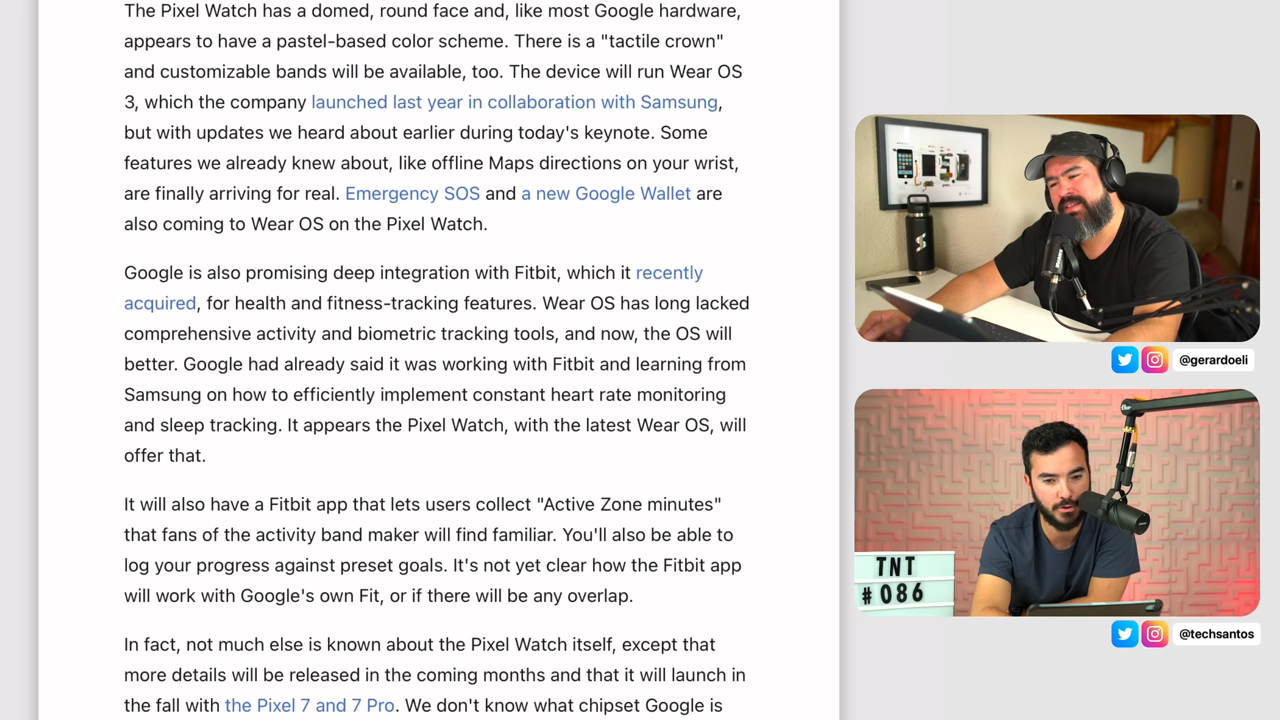 The Pixel Watch has a domed, round face and, like most Google hardware,
appears to have a pastel-based color scheme. There is a "tactile crown"
and customizable bands will be available, too. The device will run Wear OS
3, which the company launched last year in collaboration with Samsung,
but with updates we heard about earlier during today's keynote. Some
features we already knew about, like offline Maps directions on your wrist,
are finally arriving for real. Emergency SOS and a new Google Wallet are
also coming to Wear OS on the Pixel Watch.
Google is also promising deep integration with Fitbit, which it recently
acquired, for health and fitness-tracking features. Wear OS has long lacked
comprehensive activity and biometric tracking tools, and now, the OS will
better. Google had already said it was working with Fitbit and learning from
Samsung on how to efficiently implement constant heart rate monitoring
and sleep tracking. It appears the Pixel Watch, with the latest Wear OS, will
offer that.
It will also have a Fitbit app that lets users collect "Active Zone minutes"
that fans of the activity band maker will find familiar. You'll also be able to
log your progress against preset goals. It's not yet clear how the Fitbit app
will work with Google's own Fit, or if there will be any overlap.
In fact, not much else is known about the Pixel Watch itself, except that
more details will be released in the coming months and that it will launch in
the fall with the Pixel 7 and 7 Pro. We don't know what chipset Google is
@gerardoeli
TNT
#086
@techsantos